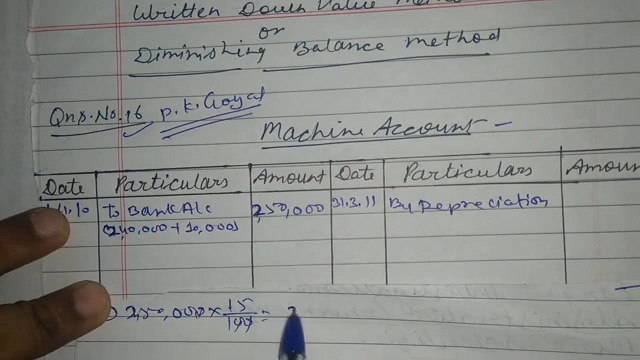 Written Down Value Metho
or
Diminishing Balance method
Qns. No. 16 P.K. Goyal
Machine Account -
Date Particulars Amount Date Particulars Amoun
To Bank A/c 2,50,000 31.3.11 By Depreciation
(2,40,000 + 10,000)
2,50,000 × 15/100 =